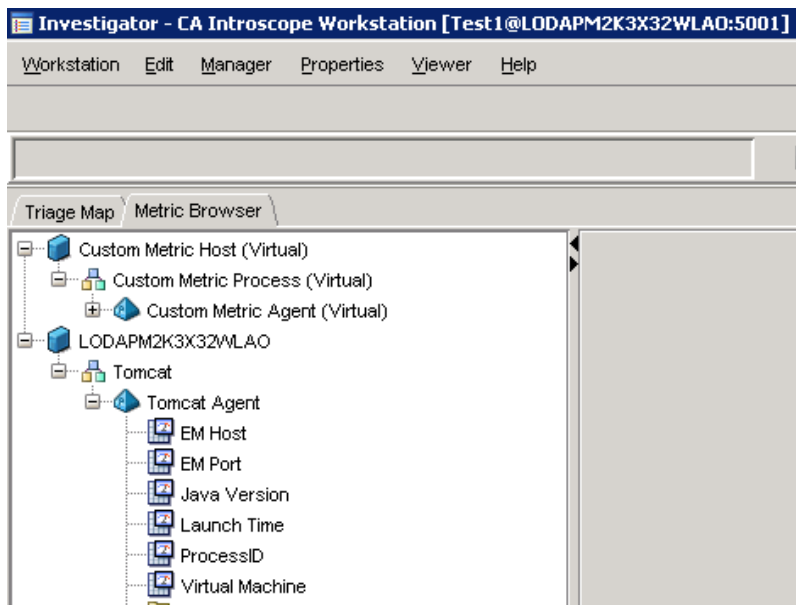 Investigator - CA Introscope Workstation [Test1@LODAPM2K3X32WLAO:5001]
Workstation Edit Manager Properties Viewer Help
Triage Map Metric Browser
Custom Metric Host (Virtual)
Custom Metric Process (Virtual)
Custom Metric Agent (Virtual)
LODAPM2K3X32WLAO
Tomcat
Tomcat Agent
EM Host
EM Port
Java Version
Launch Time
ProcessID
Virtual Machine